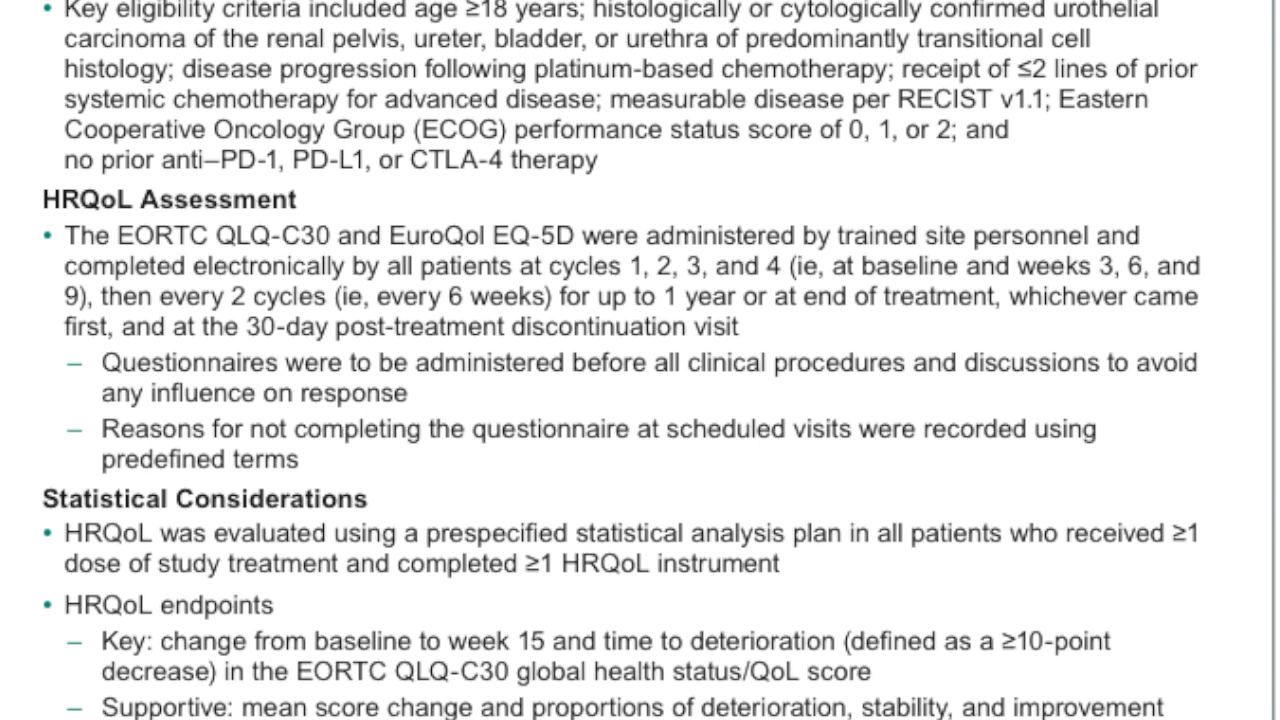 • Key eligibility criteria included age ≥18 years; histologically or cytologically confirmed urothelial
carcinoma of the renal pelvis, ureter, bladder, or urethra of predominantly transitional cell
histology; disease progression following platinum-based chemotherapy; receipt of ≤2 lines of prior
systemic chemotherapy for advanced disease; measurable disease per RECIST v1.1; Eastern
Cooperative Oncology Group (ECOG) performance status score of 0, 1, or 2; and
no prior anti–PD-1, PD-L1, or CTLA-4 therapy
HRQoL Assessment
• The EORTC QLQ-C30 and EuroQol EQ-5D were administered by trained site personnel and
completed electronically by all patients at cycles 1, 2, 3, and 4 (ie, at baseline and weeks 3, 6, and
9), then every 2 cycles (ie, every 6 weeks) for up to 1 year or at end of treatment, whichever came
first, and at the 30-day post-treatment discontinuation visit
– Questionnaires were to be administered before all clinical procedures and discussions to avoid
any influence on response
– Reasons for not completing the questionnaire at scheduled visits were recorded using
predefined terms
Statistical Considerations
• HRQoL was evaluated using a prespecified statistical analysis plan in all patients who received ≥1
dose of study treatment and completed ≥1 HRQoL instrument
• HRQoL endpoints
– Key: change from baseline to week 15 and time to deterioration (defined as a ≥10-point
decrease) in the EORTC QLQ-C30 global health status/QoL score
– Supportive: mean score change and proportions of deterioration, stability, and improvement